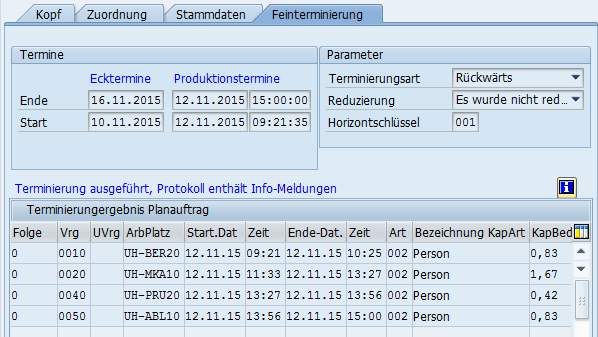 Kopf Zuordnung Stammdaten Feinterminierung
Termine
Ecktermine Produktionstermine
Ende 16.11.2015 12.11.2015 15:00:00
Start 10.11.2015 12.11.2015 09:21:35
Parameter
Terminierungsart Rückwärts
Reduzierung Es wurde nicht red…
Horizontschlüssel 001
Terminierung ausgeführt, Protokoll enthält Info-Meldungen
Terminierungergebnis Planauftrag
Folge Vrg UVrg ArbPlatz Start.Dat Zeit Ende-Dat. Zeit Art Bezeichnung KapArt KapBed
0 0010 UH-BER20 12.11.15 09:21 12.11.15 10:25 002 Person 0,83
0 0020 UH-MKA10 12.11.15 11:33 12.11.15 13:27 002 Person 1,67
0 0040 UH-PRU20 12.11.15 13:27 12.11.15 13:56 002 Person 0,42
0 0050 UH-ABL10 12.11.15 13:56 12.11.15 15:00 002 Person 0,83